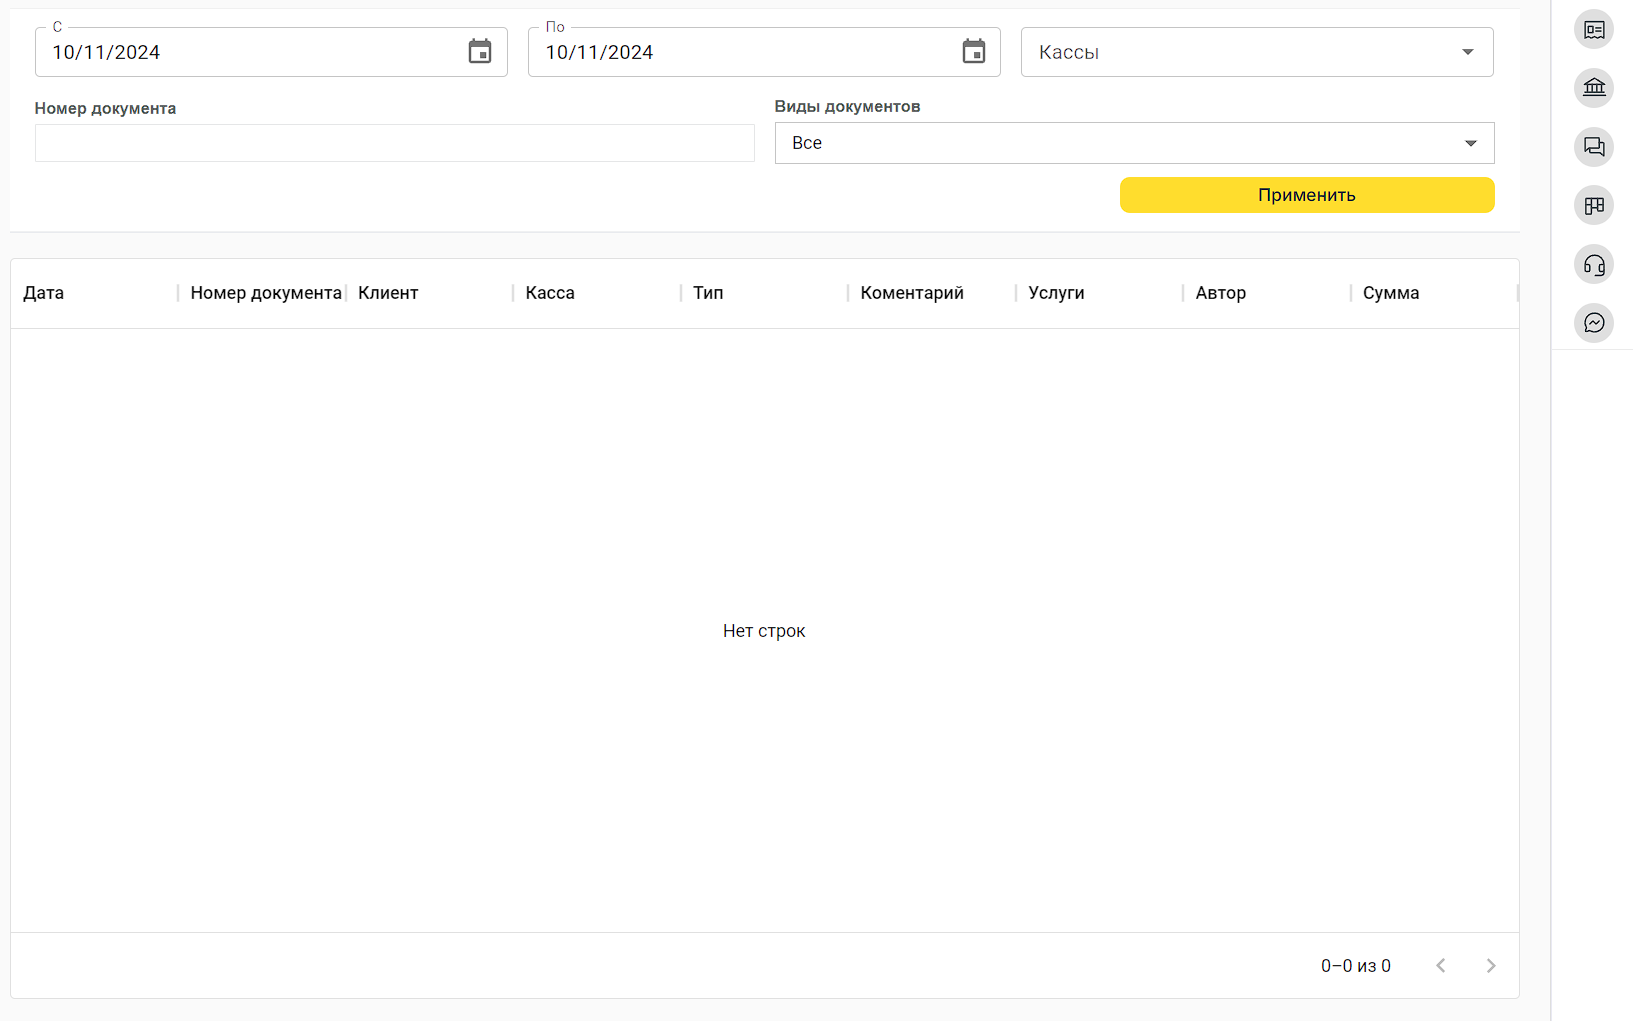 С
По
10/11/2024
10/11/2024
Кассы
Номер документа
Виды документов
Все
Применить
Дата
Номер документа
Клиент
Касса
Тип
Коментарий
Услуги
Автор
Сумма
Нет строк
0–0 из 0